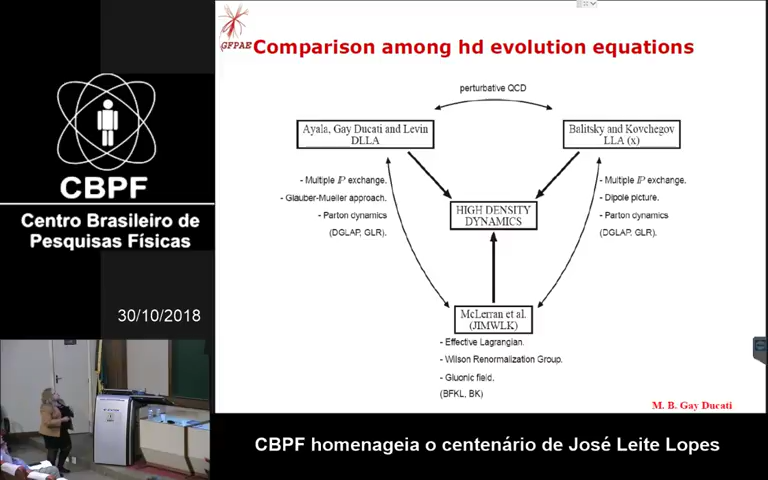 GFPAE
Comparison among hd evolution equations
perturbative QCD
Ayala, Gay Ducati and Levin
DLLA
Balitsky and Kovchegov
LLA (x)
- Multiple P exchange.
- Glauber-Mueller approach.
- Parton dynamics
(DGLAP, GLR).
- Multiple P exchange.
- Dipole picture.
- Parton dynamics
(DGLAP, GLR).
HIGH DENSITY
DYNAMICS
McLerran et al.
(JIMWLK)
- Effective Lagrangian.
- Wilson Renormalization Group.
- Gluonic field.
(BFKL, BK)
M. B. Gay Ducati
CBPF
Centro Brasileiro de
Pesquisas Físicas
30/10/2018
CBPF homenageia o centenário de José Leite Lopes